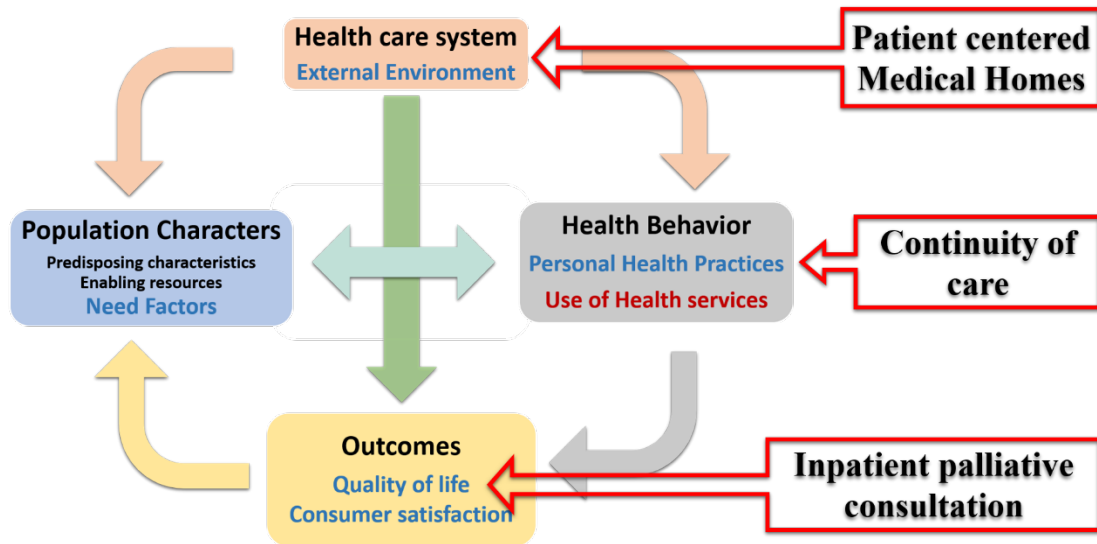 Health care system
External Environment
Patient centered
Medical Homes
Population Characters
Predisposing characteristics
Enabling resources
Need Factors
Health Behavior
Personal Health Practices
Use of Health services
Continuity of
care
Outcomes
Quality of life
Consumer satisfaction
Inpatient palliative
consultation